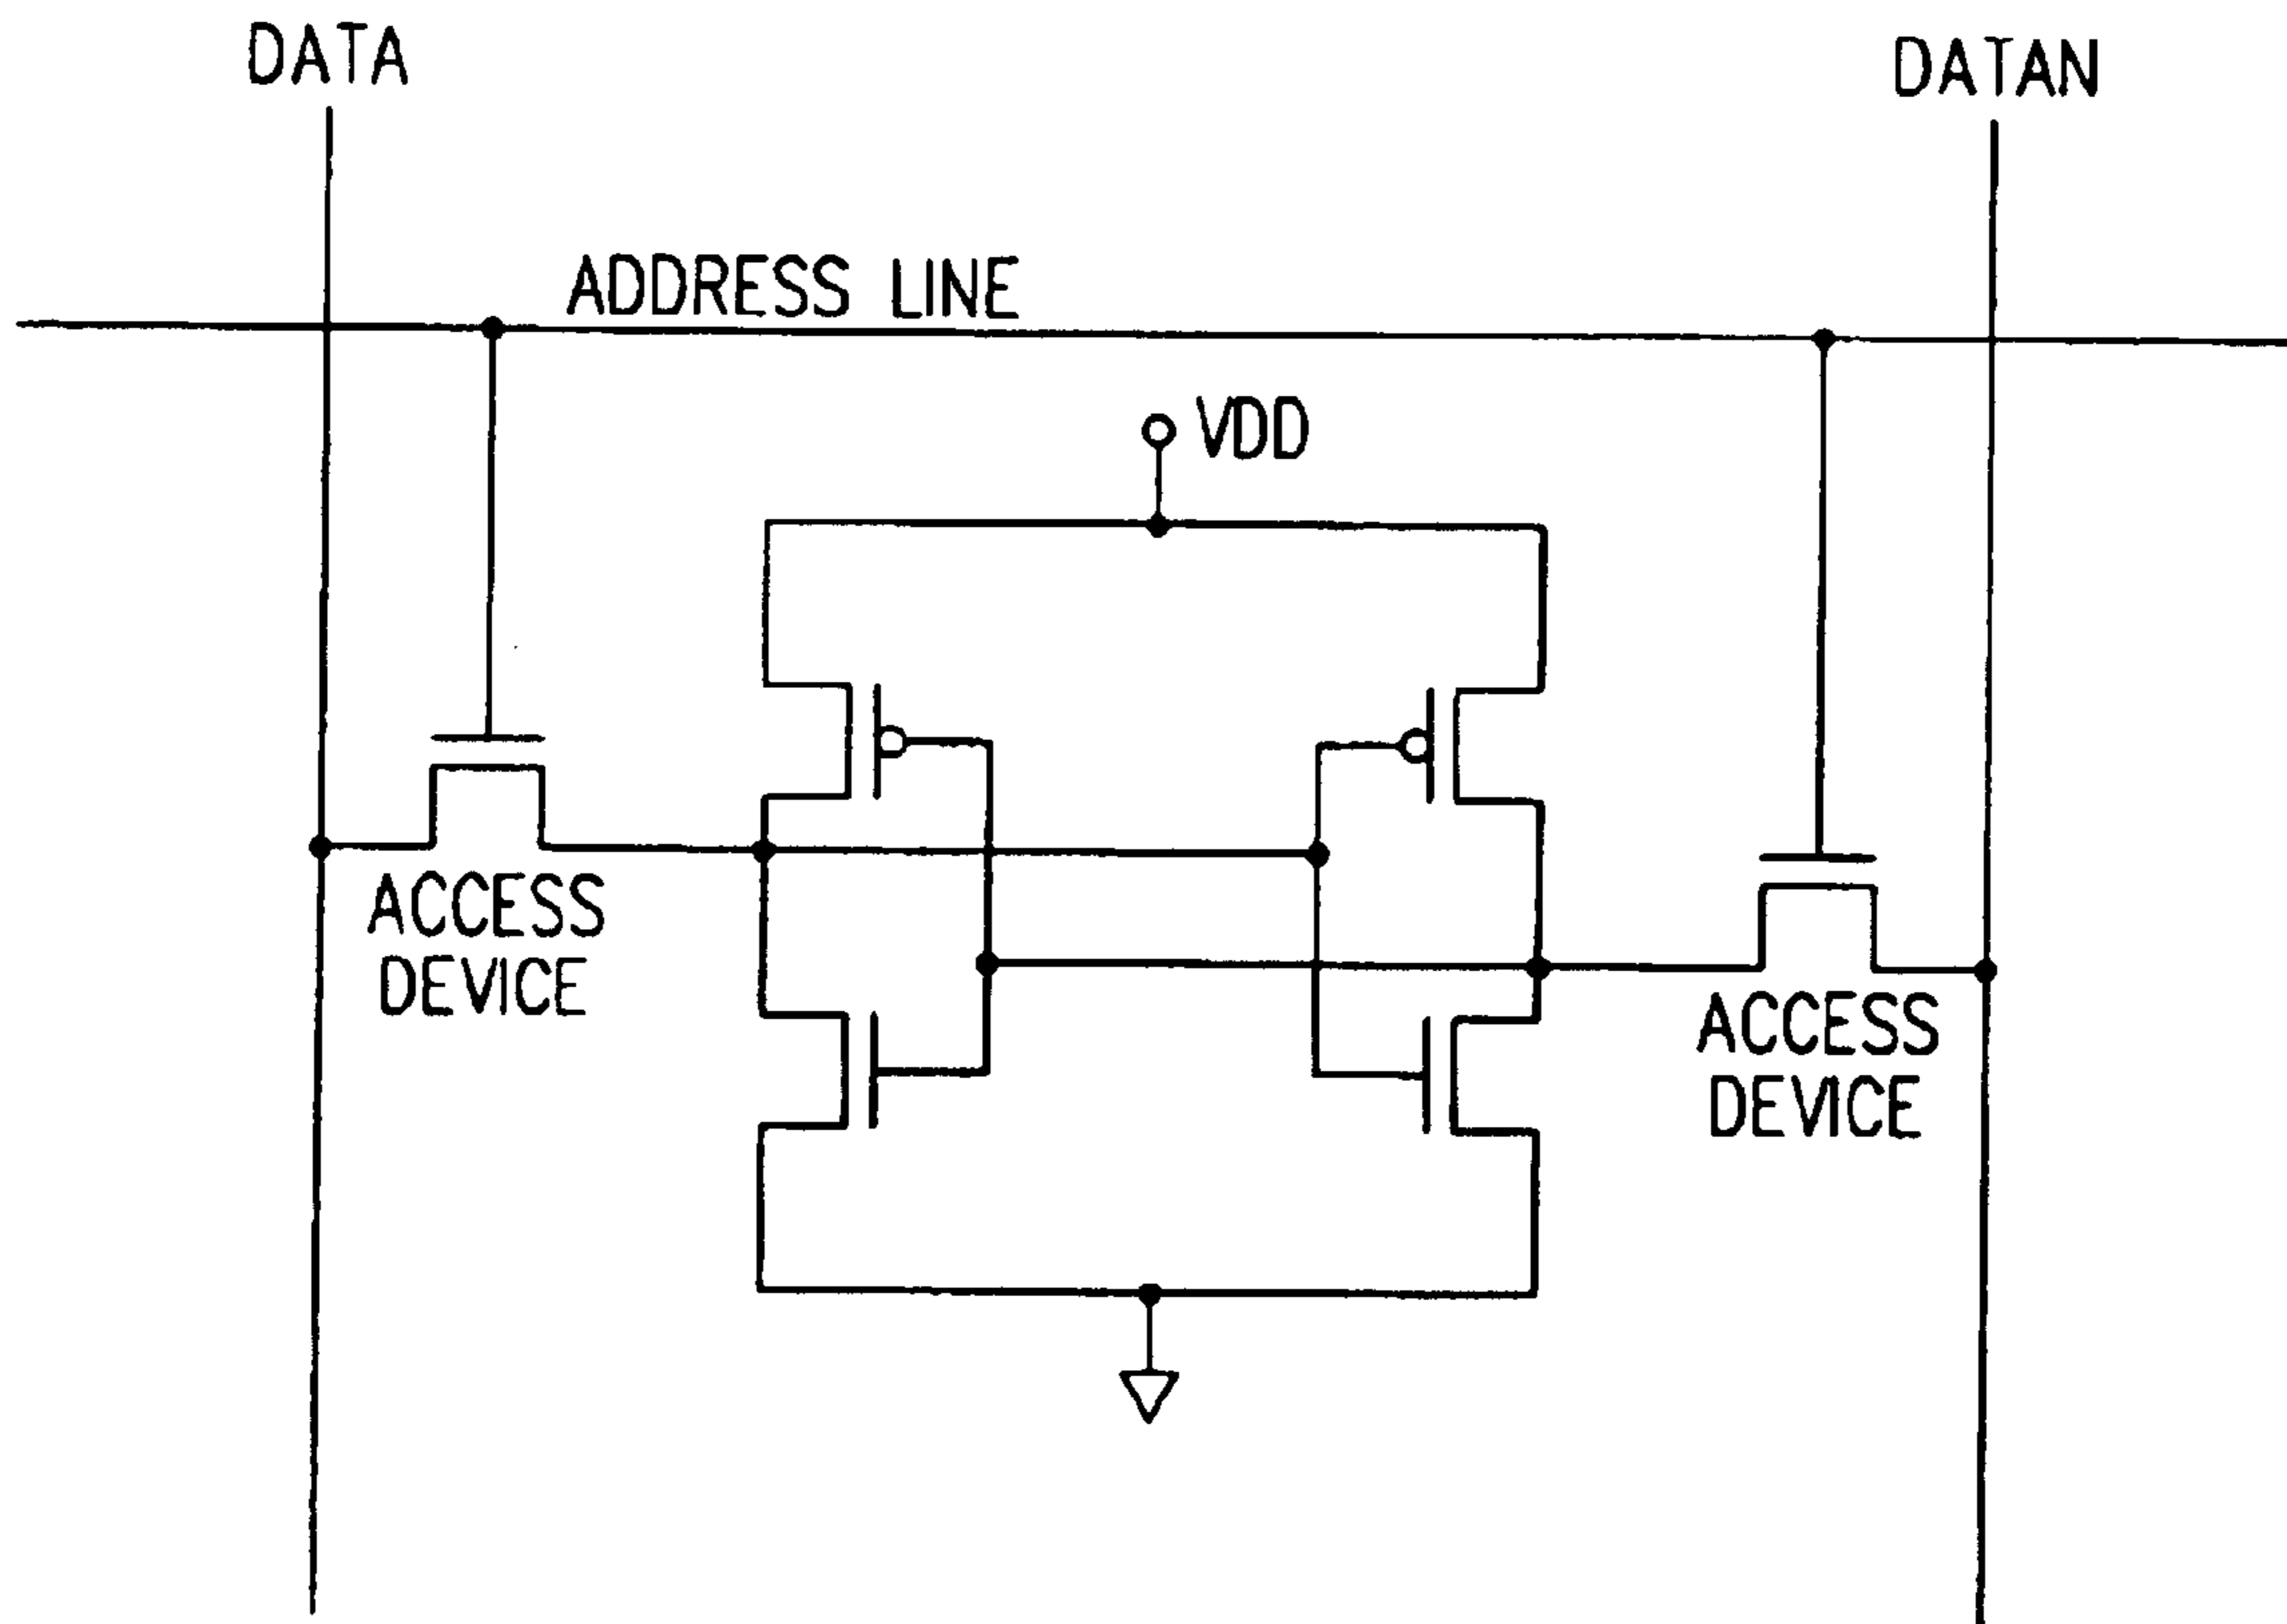 DATA
DATAN
ADDRESS LINE
VDD
ACCESS
DEVICE
ACCESS
DEVICE